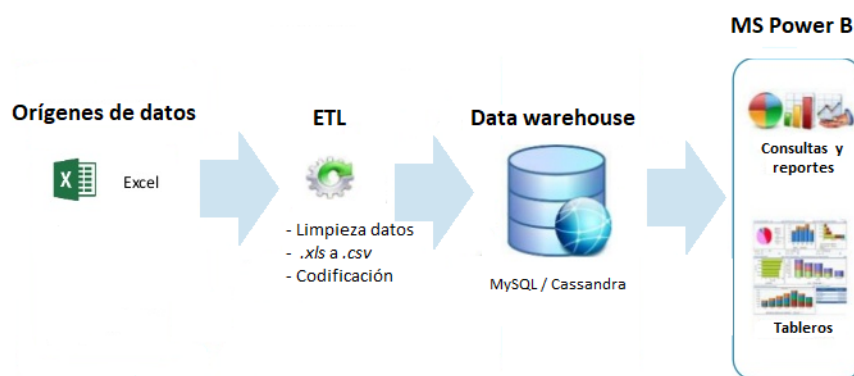 MS Power B
Orígenes de datos
ETL
Data warehouse
Excel
- Limpieza datos
- .xls a .csv
- Codificación
MySQL / Cassandra
Consultas y
reportes
Tableros